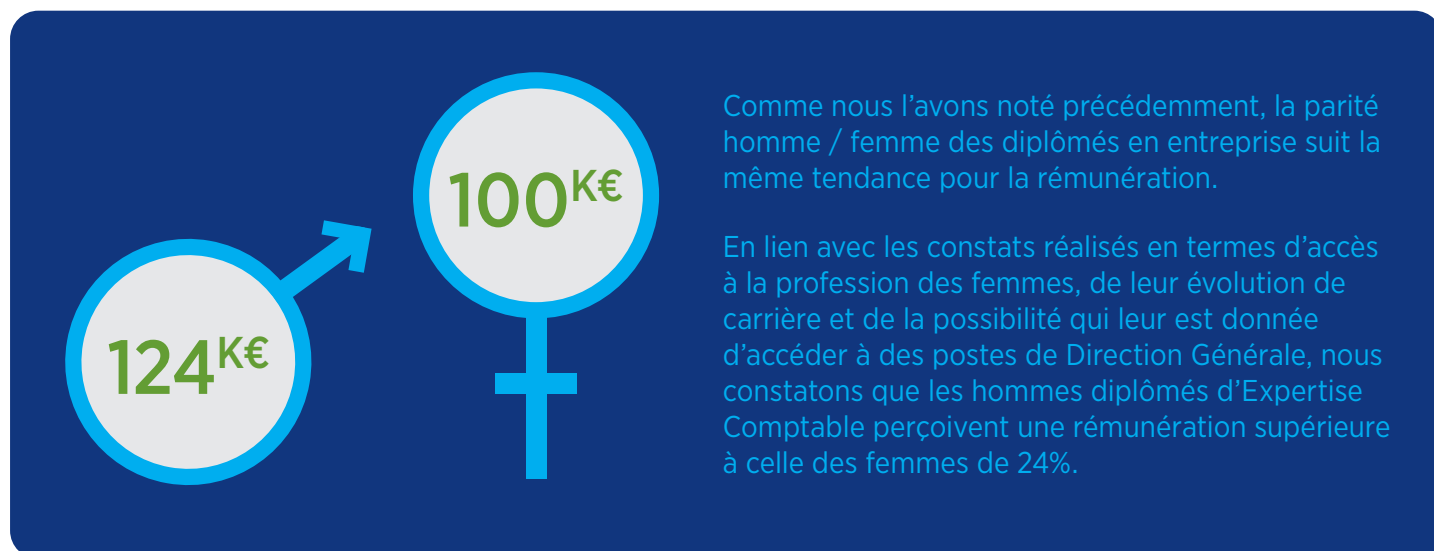 100K€
124K€
Comme nous l’avons noté précédemment, la parité
homme / femme des diplômés en entreprise suit la
même tendance pour la rémunération.
En lien avec les constats réalisés en termes d’accès
à la profession des femmes, de leur évolution de
carrière et de la possibilité qui leur est donnée
d’accéder à des postes de Direction Générale, nous
constatons que les hommes diplômés d’Expertise
Comptable perçoivent une rémunération supérieure
à celle des femmes de 24%.